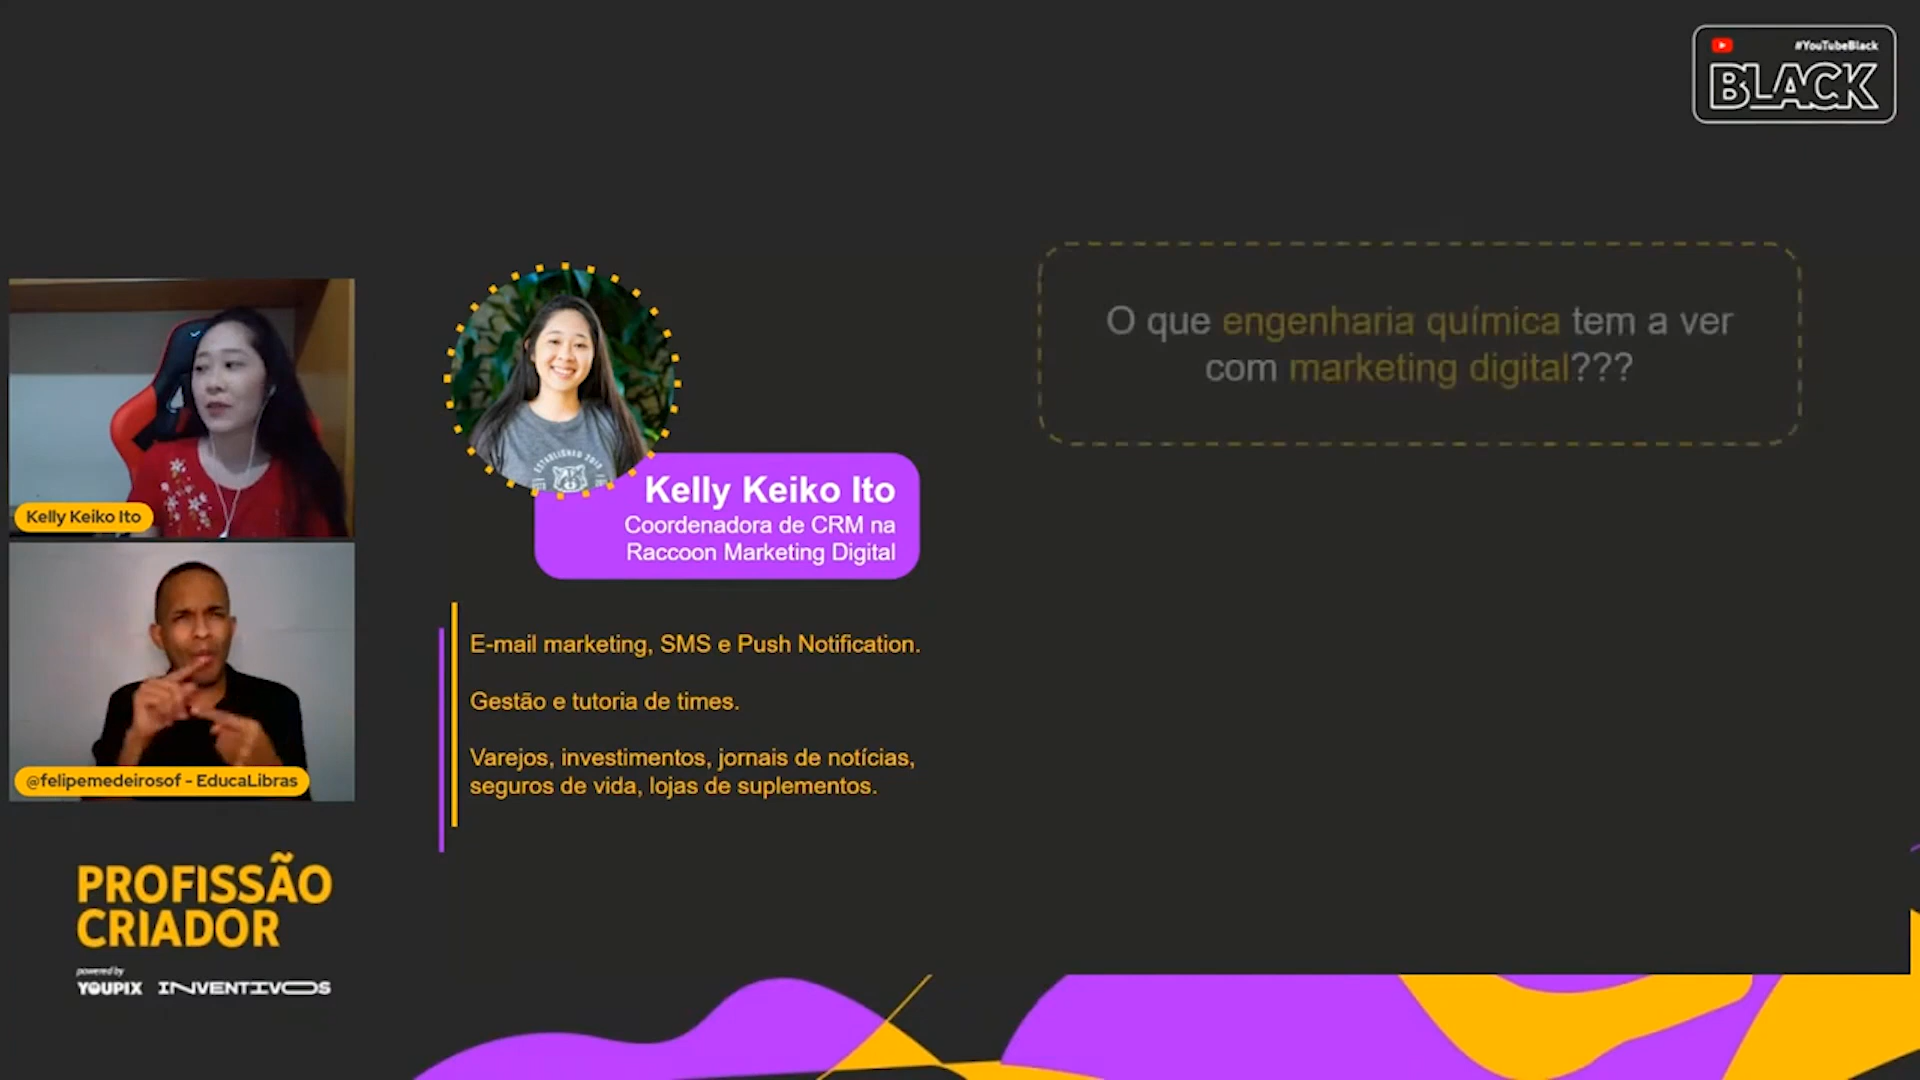 #YouTubeBlack
BLACK
O que engenharia química tem a ver
com marketing digital???
Kelly Keiko Ito
ESTABLISHED 2013
Kelly Keiko Ito
Coordenadora de CRM na
Raccoon Marketing Digital
@felipemedeirosof - EducaLibras
E-mail marketing, SMS e Push Notification.
Gestão e tutoria de times.
Varejos, investimentos, jornais de notícias,
seguros de vida, lojas de suplementos.
PROFISSÃO
CRIADOR
powered by
YOUPIX INVENTIVOS